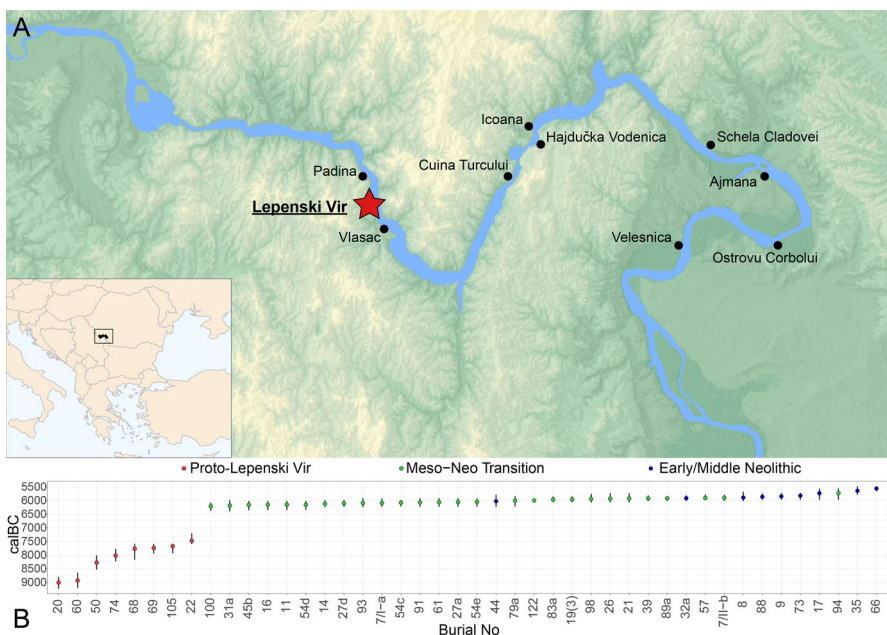 A
Icoana
Hajdučka Vodenica
Schela Cladovei
Padina
Cuina Turcului
Ajmana
Lepenski Vir
Vlasac
Velesnica
Ostrovu Corbolui
Proto-Lepenski Vir
Meso-Neo Transition
Early/Middle Neolithic
calBC
5500
6000
6500
7000
7500
8000
8500
9000
20 60 50 74 68 69 105 22 100 31a 45b 16 11 54d 14 27d 93 7/I-a 54c 91 61 27a 54e 44 79a 122 83a 19(3) 98 26 21 39 89a 32a 57 7/II-b 8 88 9 73 17 94 35 66
B
Burial No